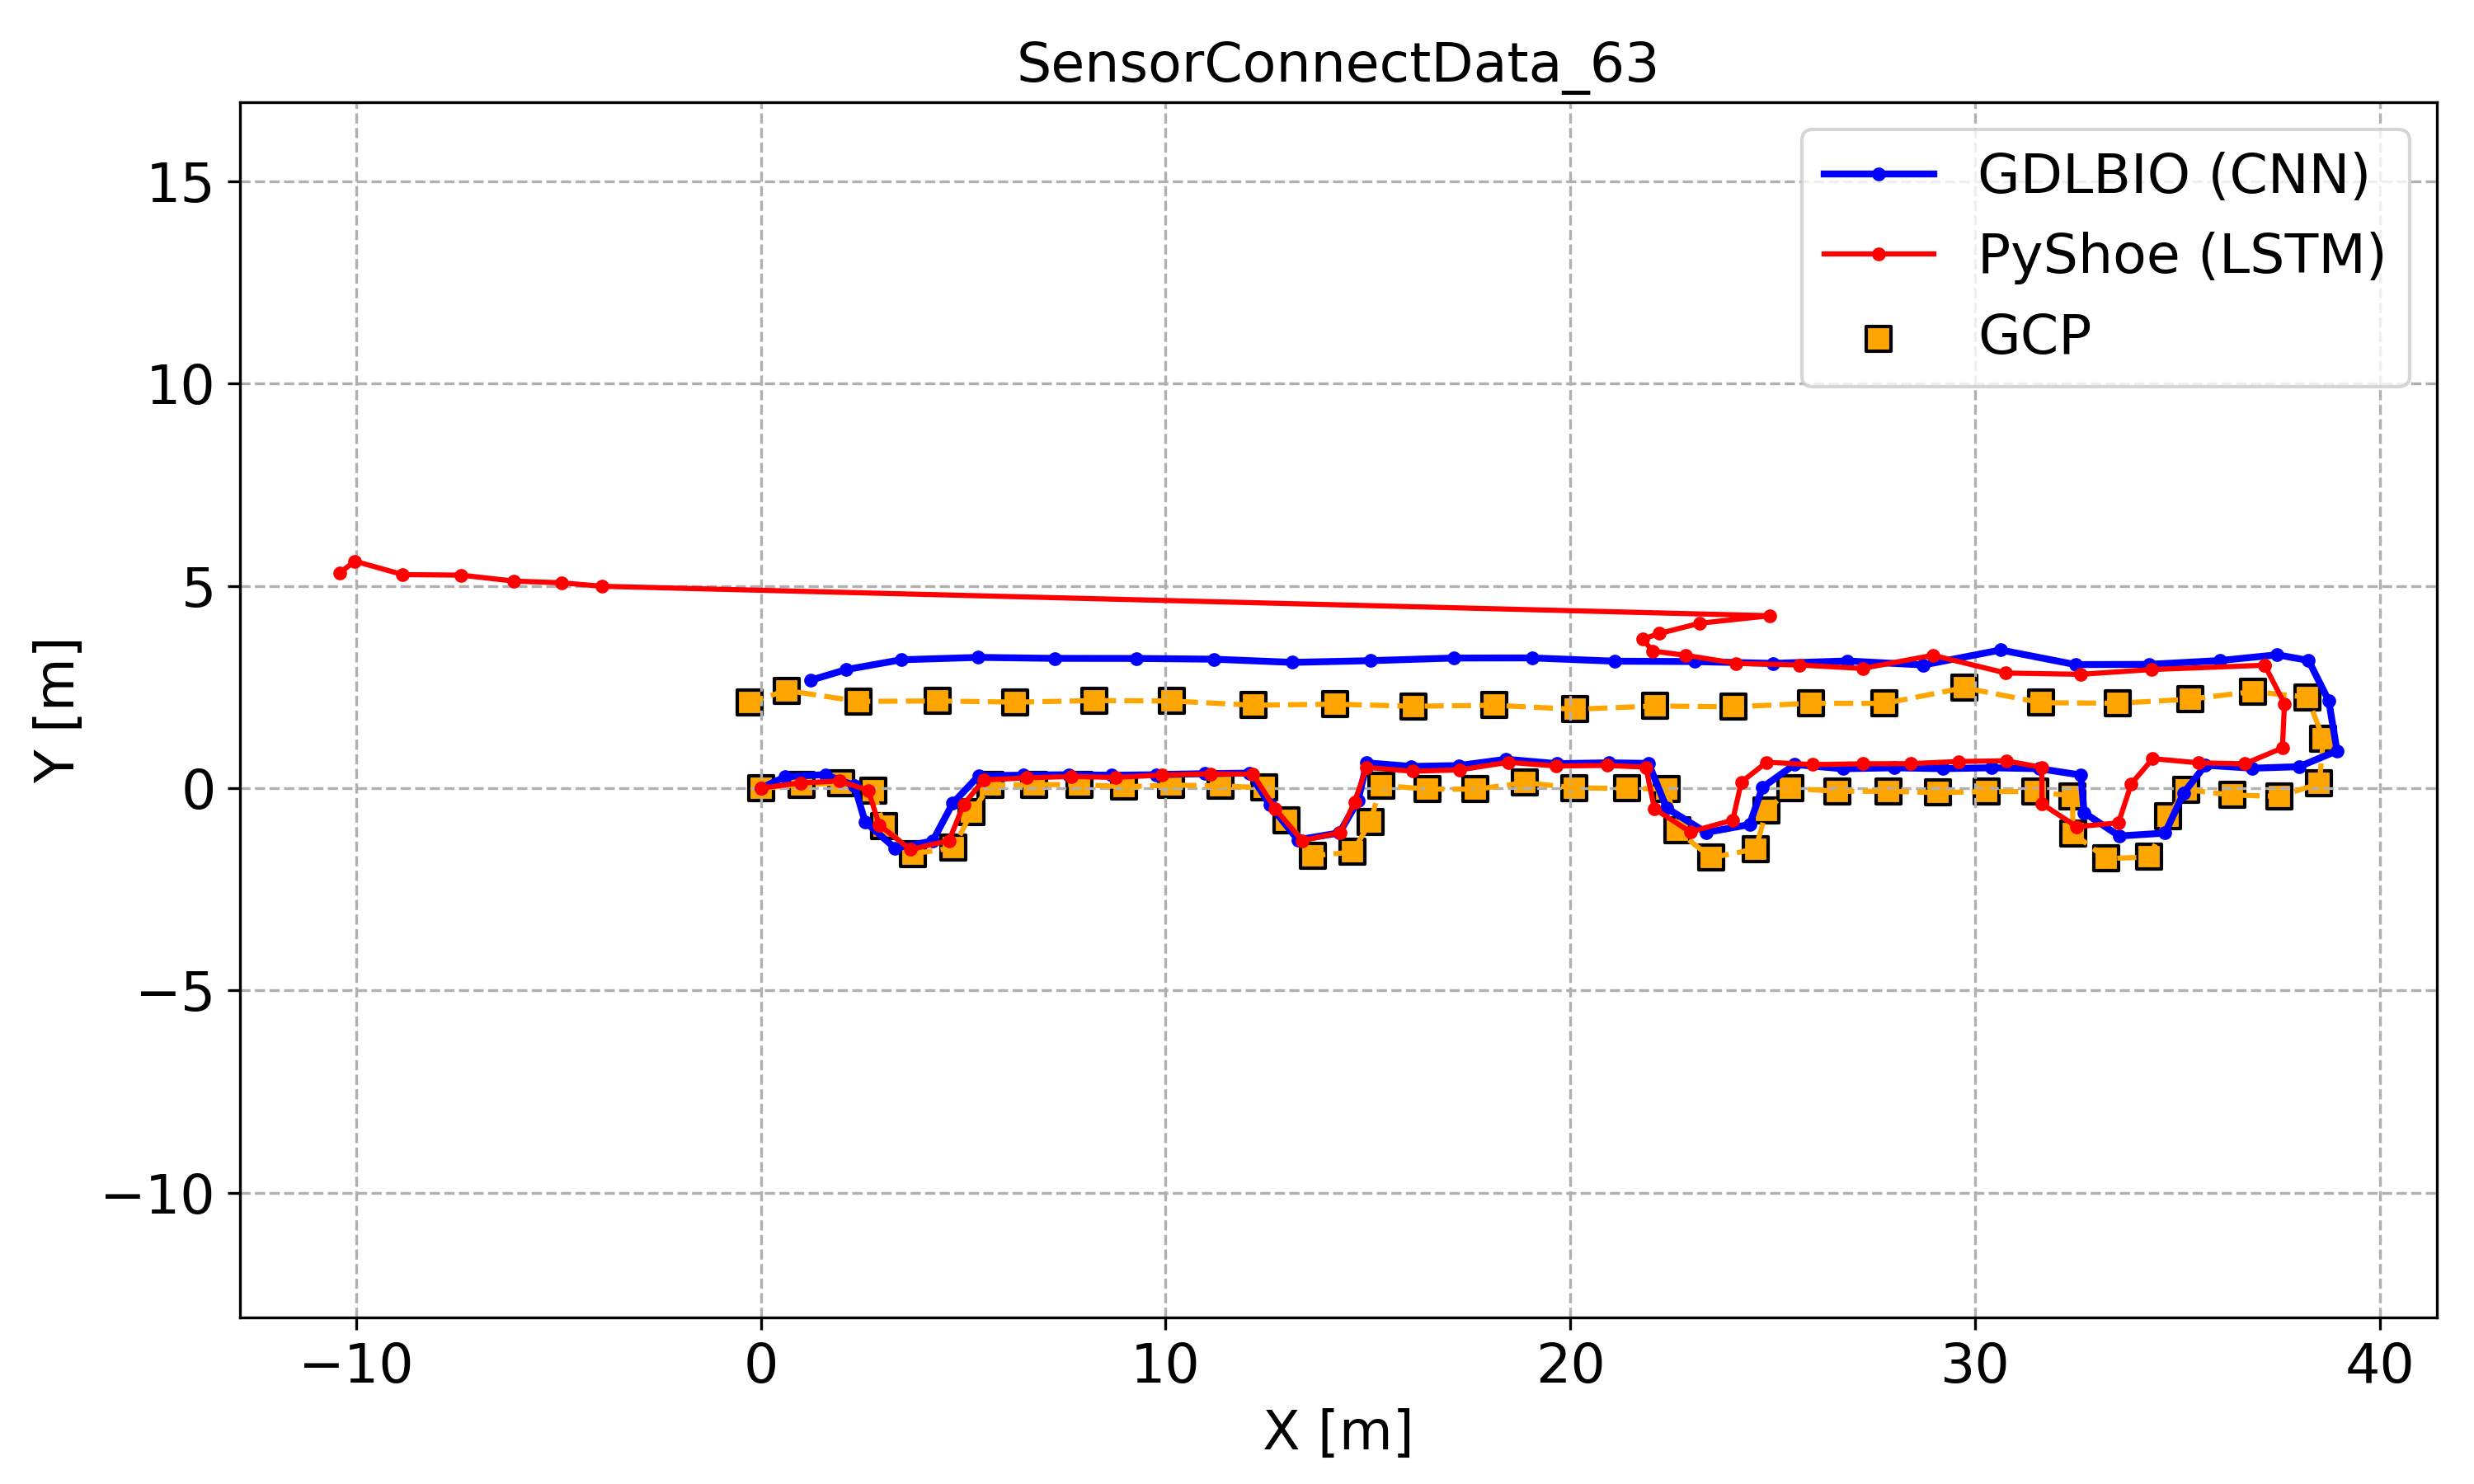 SensorConnectData_63
GDLBIO (CNN)
PyShoe (LSTM)
GCP
15
10
5
0
−5
−10
Y [m]
−10
0
10
20
30
40
X [m]